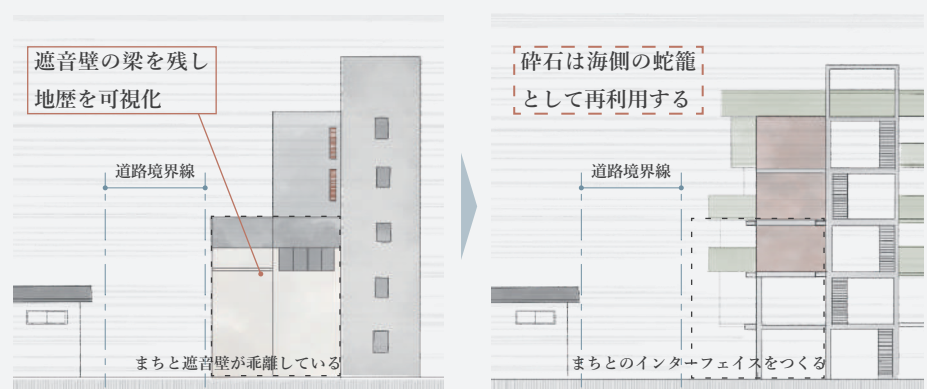 遮音壁の梁を残し
地歴を可視化
道路境界線
まちと遮音壁が乖離している
砕石は海側の蛇籠
として再利用する
道路境界線
まちとのインターフェイスをつくる